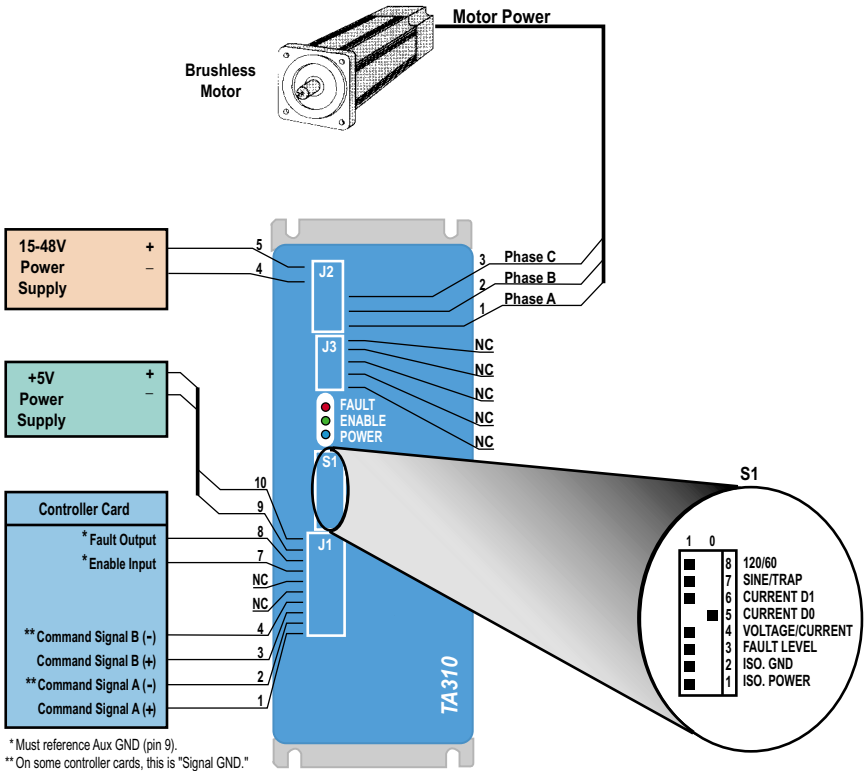 Motor Power
Brushless
Motor
15-48V
Power
Supply
+
–
5
4
J2
3 Phase C
2 Phase B
1 Phase A
J3
NC
NC
NC
NC
NC
+5V
Power
Supply
+
–
FAULT
ENABLE
POWER
S1
10
9
8
7
NC
NC
4
3
2
1
J1
Controller Card
* Fault Output
* Enable Input
** Command Signal B (-)
Command Signal B (+)
** Command Signal A (-)
Command Signal A (+)
TA310
S1
1 0
8 120/60
7 SINE/TRAP
6 CURRENT D1
5 CURRENT D0
4 VOLTAGE/CURRENT
3 FAULT LEVEL
2 ISO. GND
1 ISO. POWER
* Must reference Aux GND (pin 9).
** On some controller cards, this is "Signal GND."